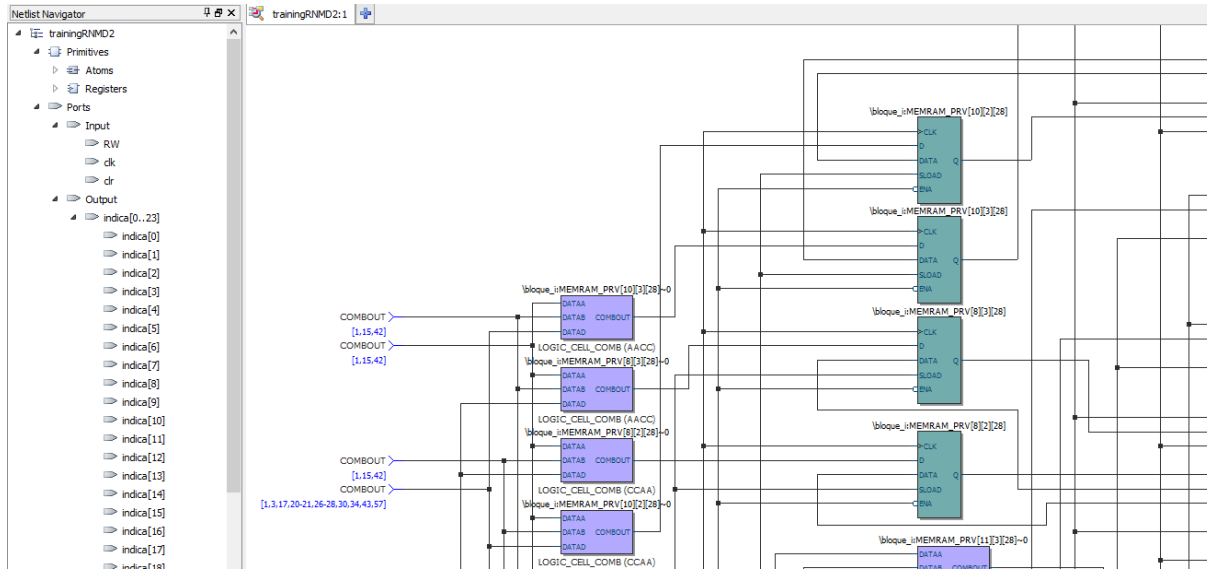 Netlist Navigator
trainingRNMD2
Primitives
Atoms
Registers
Ports
Input
RW
clk
clr
Output
indica[0..23]
indica[0]
indica[1]
indica[2]
indica[3]
indica[4]
indica[5]
indica[6]
indica[7]
indica[8]
indica[9]
indica[10]
indica[11]
indica[12]
indica[13]
indica[14]
indica[15]
indica[16]
indica[17]
indica[18]
trainingRNMD2:1
COMBOUT
[1,15,42]
COMBOUT
[1,15,42]
COMBOUT
[1,15,42]
COMBOUT
[1,3,17,20-21,26-28,30,34,43,57]
\bloque_i:MEMRAM_PRV[10][3][28]~0
DATAA
DATAB COMBOUT
DATAD
LOGIC_CELL_COMB (AACC)
\bloque_i:MEMRAM_PRV[8][3][28]~0
DATAA
DATAB COMBOUT
DATAD
LOGIC_CELL_COMB (AACC)
\bloque_i:MEMRAM_PRV[8][2][28]~0
DATAA
DATAB COMBOUT
DATAD
LOGIC_CELL_COMB (CCAA)
\bloque_i:MEMRAM_PRV[10][2][28]~0
DATAA
DATAB COMBOUT
DATAD
LOGIC_CELL_COMB (CCAA)
\bloque_i:MEMRAM_PRV[10][2][28]
CLK
D
DATA Q
SLOAD
ENA
\bloque_i:MEMRAM_PRV[10][3][28]
CLK
D
DATA Q
SLOAD
ENA
\bloque_i:MEMRAM_PRV[8][3][28]
CLK
D
DATA Q
SLOAD
ENA
\bloque_i:MEMRAM_PRV[8][2][28]
CLK
D
DATA Q
SLOAD
ENA
\bloque_i:MEMRAM_PRV[11][3][28]~0
DATAA
DATAB COMBOUT